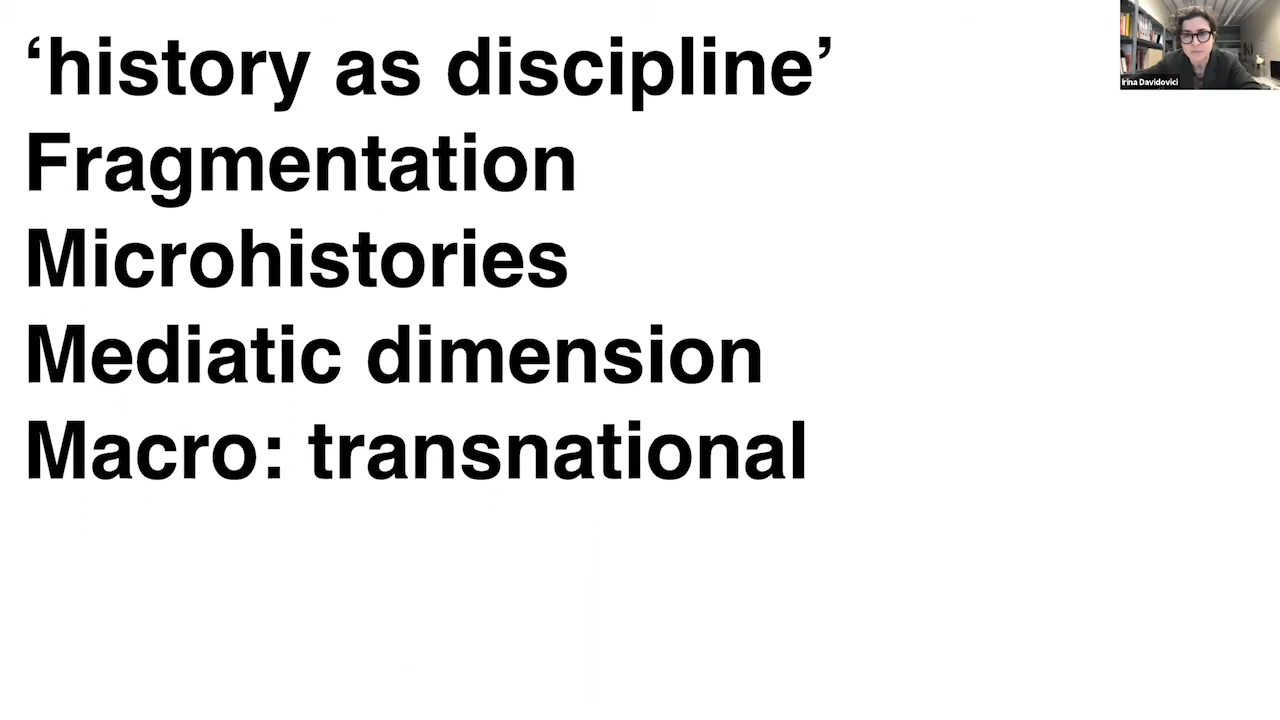 ‘history as discipline’
Fragmentation
Microhistories
Mediatic dimension
Macro: transnational
Irina Davidovici